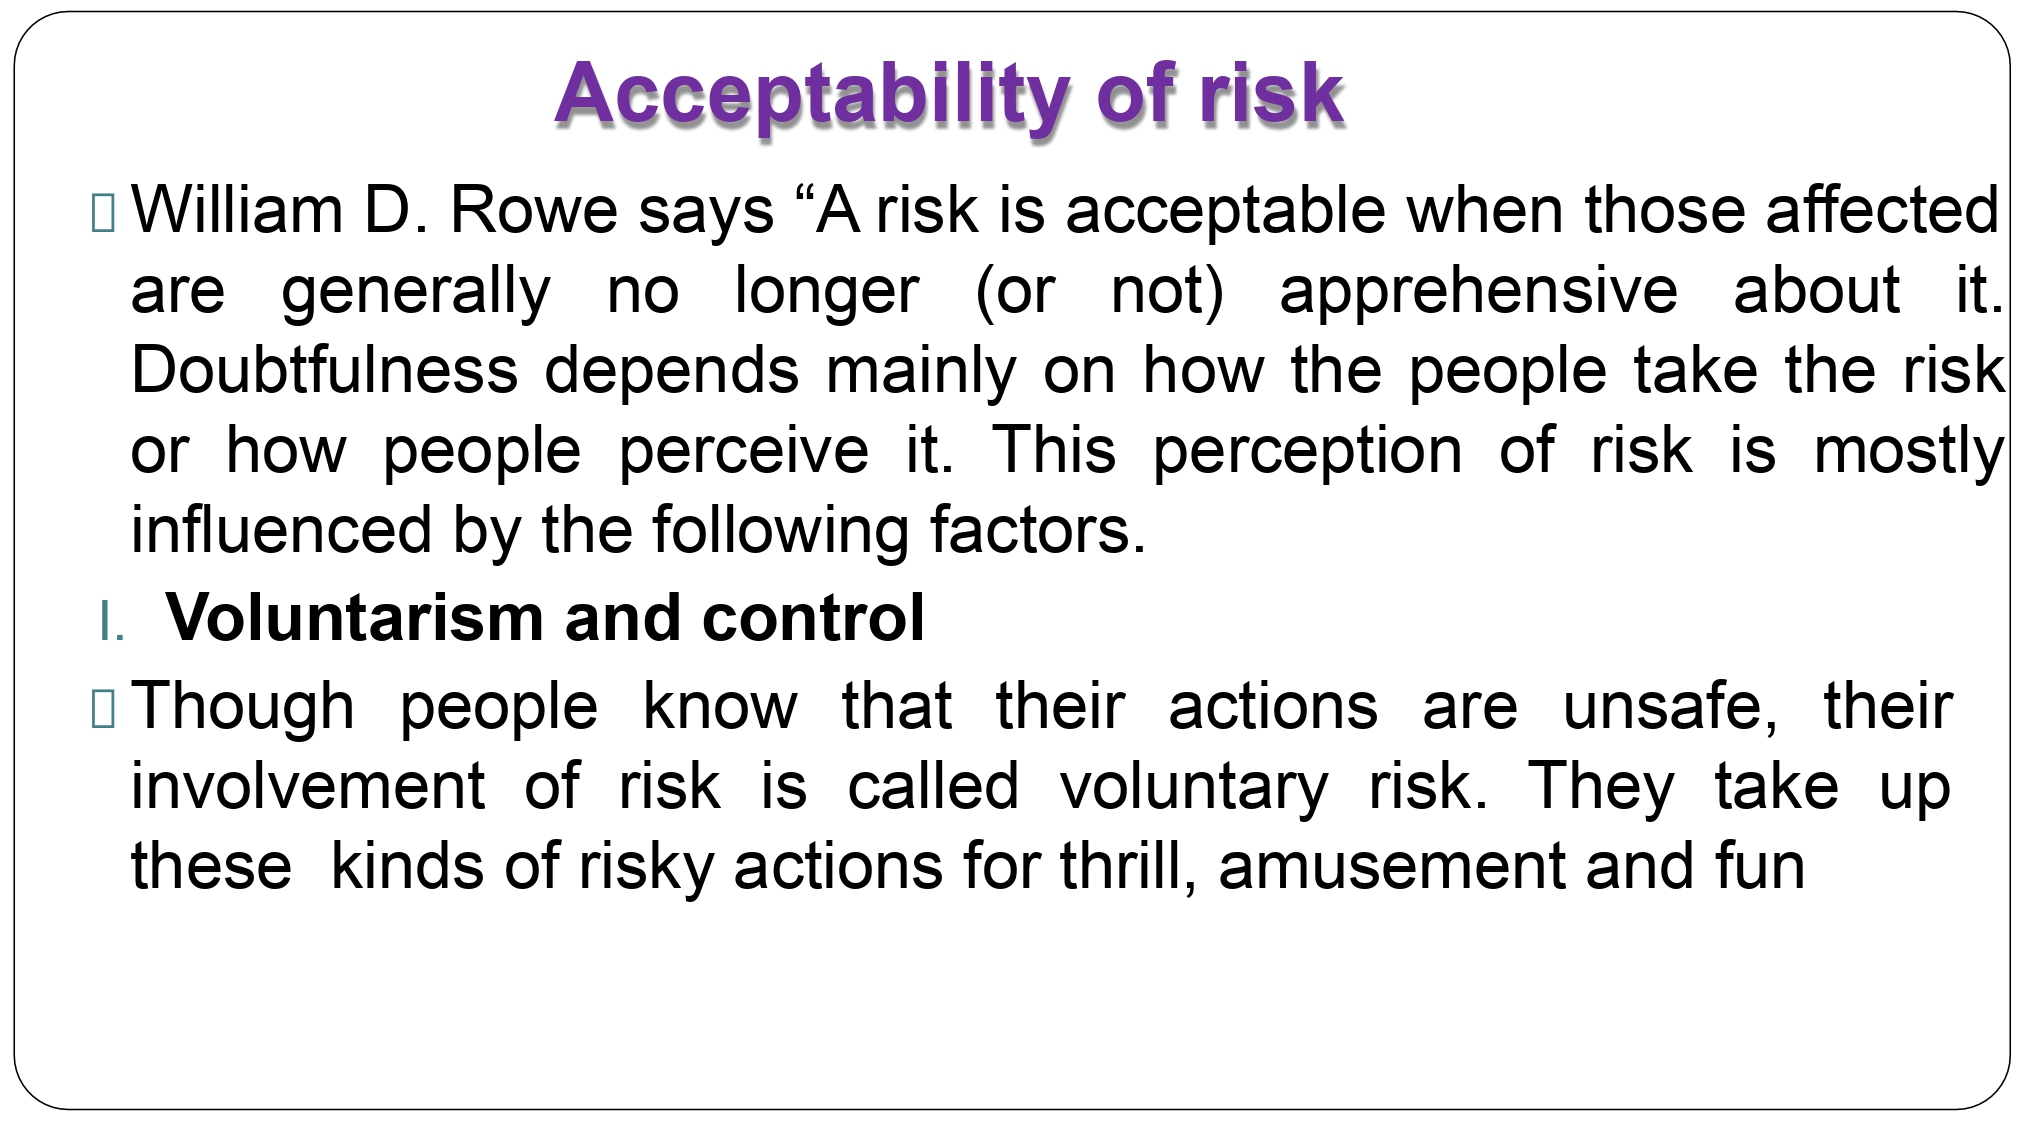 Acceptability of risk
William D. Rowe says “A risk is acceptable when those affected
are generally no longer (or not) apprehensive about it.
Doubtfulness depends mainly on how the people take the risk
or how people perceive it. This perception of risk is mostly
influenced by the following factors.
I. Voluntarism and control
Though people know that their actions are unsafe, their
involvement of risk is called voluntary risk. They take up
these kinds of risky actions for thrill, amusement and fun